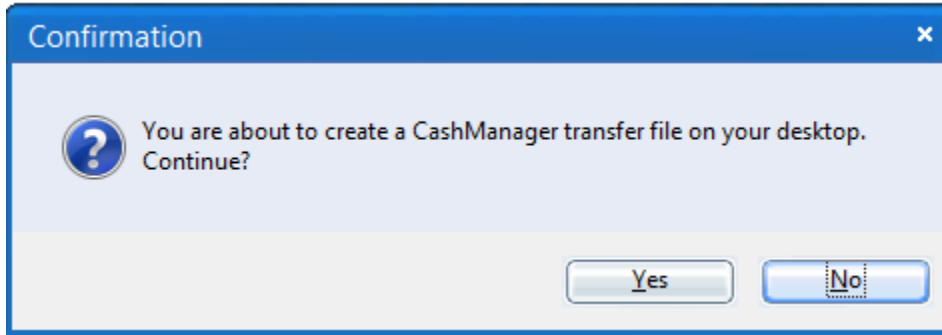 Confirmation
You are about to create a CashManager transfer file on your desktop.
Continue?
Yes
No